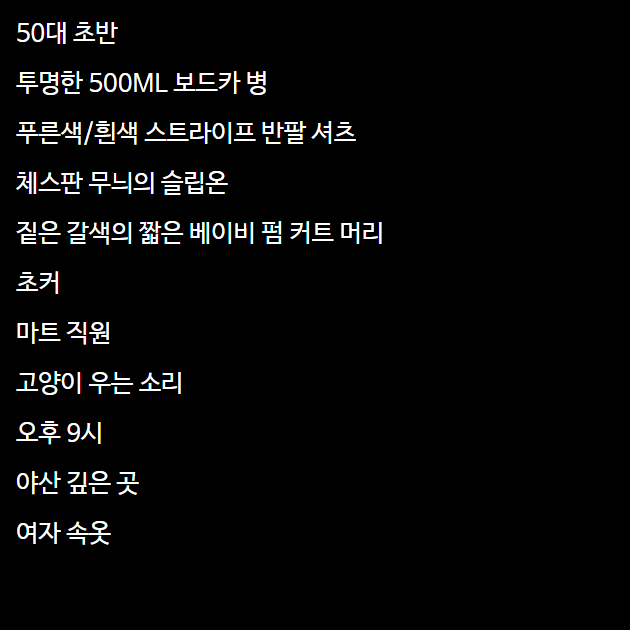 50대 초반
투명한 500ML 보드카 병
푸른색/흰색 스트라이프 반팔 셔츠
체스판 무늬의 슬립온
짙은 갈색의 짧은 베이비 펌 커트 머리
초커
마트 직원
고양이 우는 소리
오후 9시
야산 깊은 곳
여자 속옷